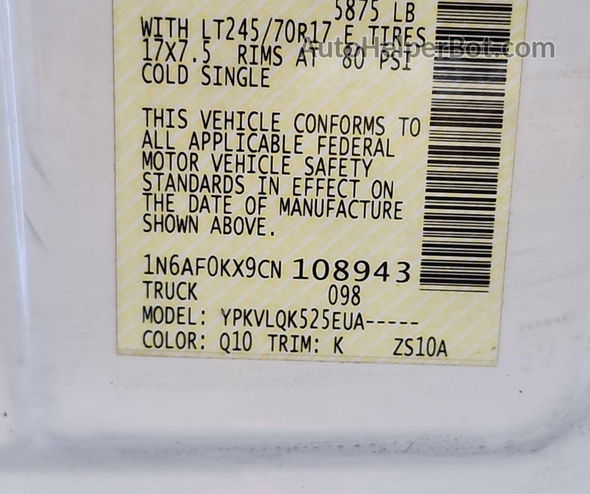 5875 LB
WITH LT245/70R17 E TIRES
17X7.5 RIMS AT 80 PSI
COLD SINGLE
THIS VEHICLE CONFORMS TO
ALL APPLICABLE FEDERAL
MOTOR VEHICLE SAFETY
STANDARDS IN EFFECT ON
THE DATE OF MANUFACTURE
SHOWN ABOVE.
1N6AF0KX9CN 108943
TRUCK 098
MODEL: YPKVLQK525EUA-----
COLOR: Q10 TRIM: K ZS10A
AutoHelperBot.com